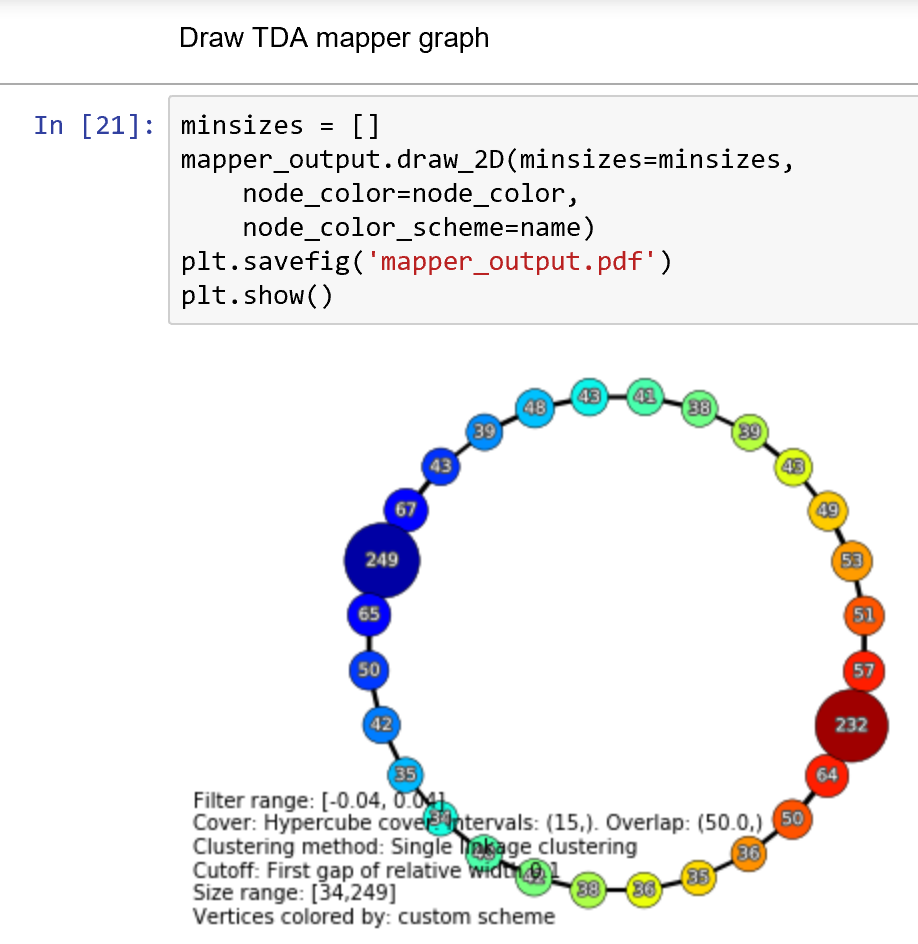 Draw TDA mapper graph
In [21]:
minsizes = []
mapper_output.draw_2D(minsizes=minsizes,
node_color=node_color,
node_color_scheme=name)
plt.savefig('mapper_output.pdf')
plt.show()
43
41
48
38
39
39
43
43
67
49
249
53
65
51
50
57
42
232
35
64
Filter range: [-0.04, 0.04]
34
50
Cover: Hypercube cover. Intervals: (15,). Overlap: (50.0,)
Clustering method: Single linkage clustering
36
Cutoff: First gap of relative width 0.1
42
35
38
36
Size range: [34,249]
Vertices colored by: custom scheme